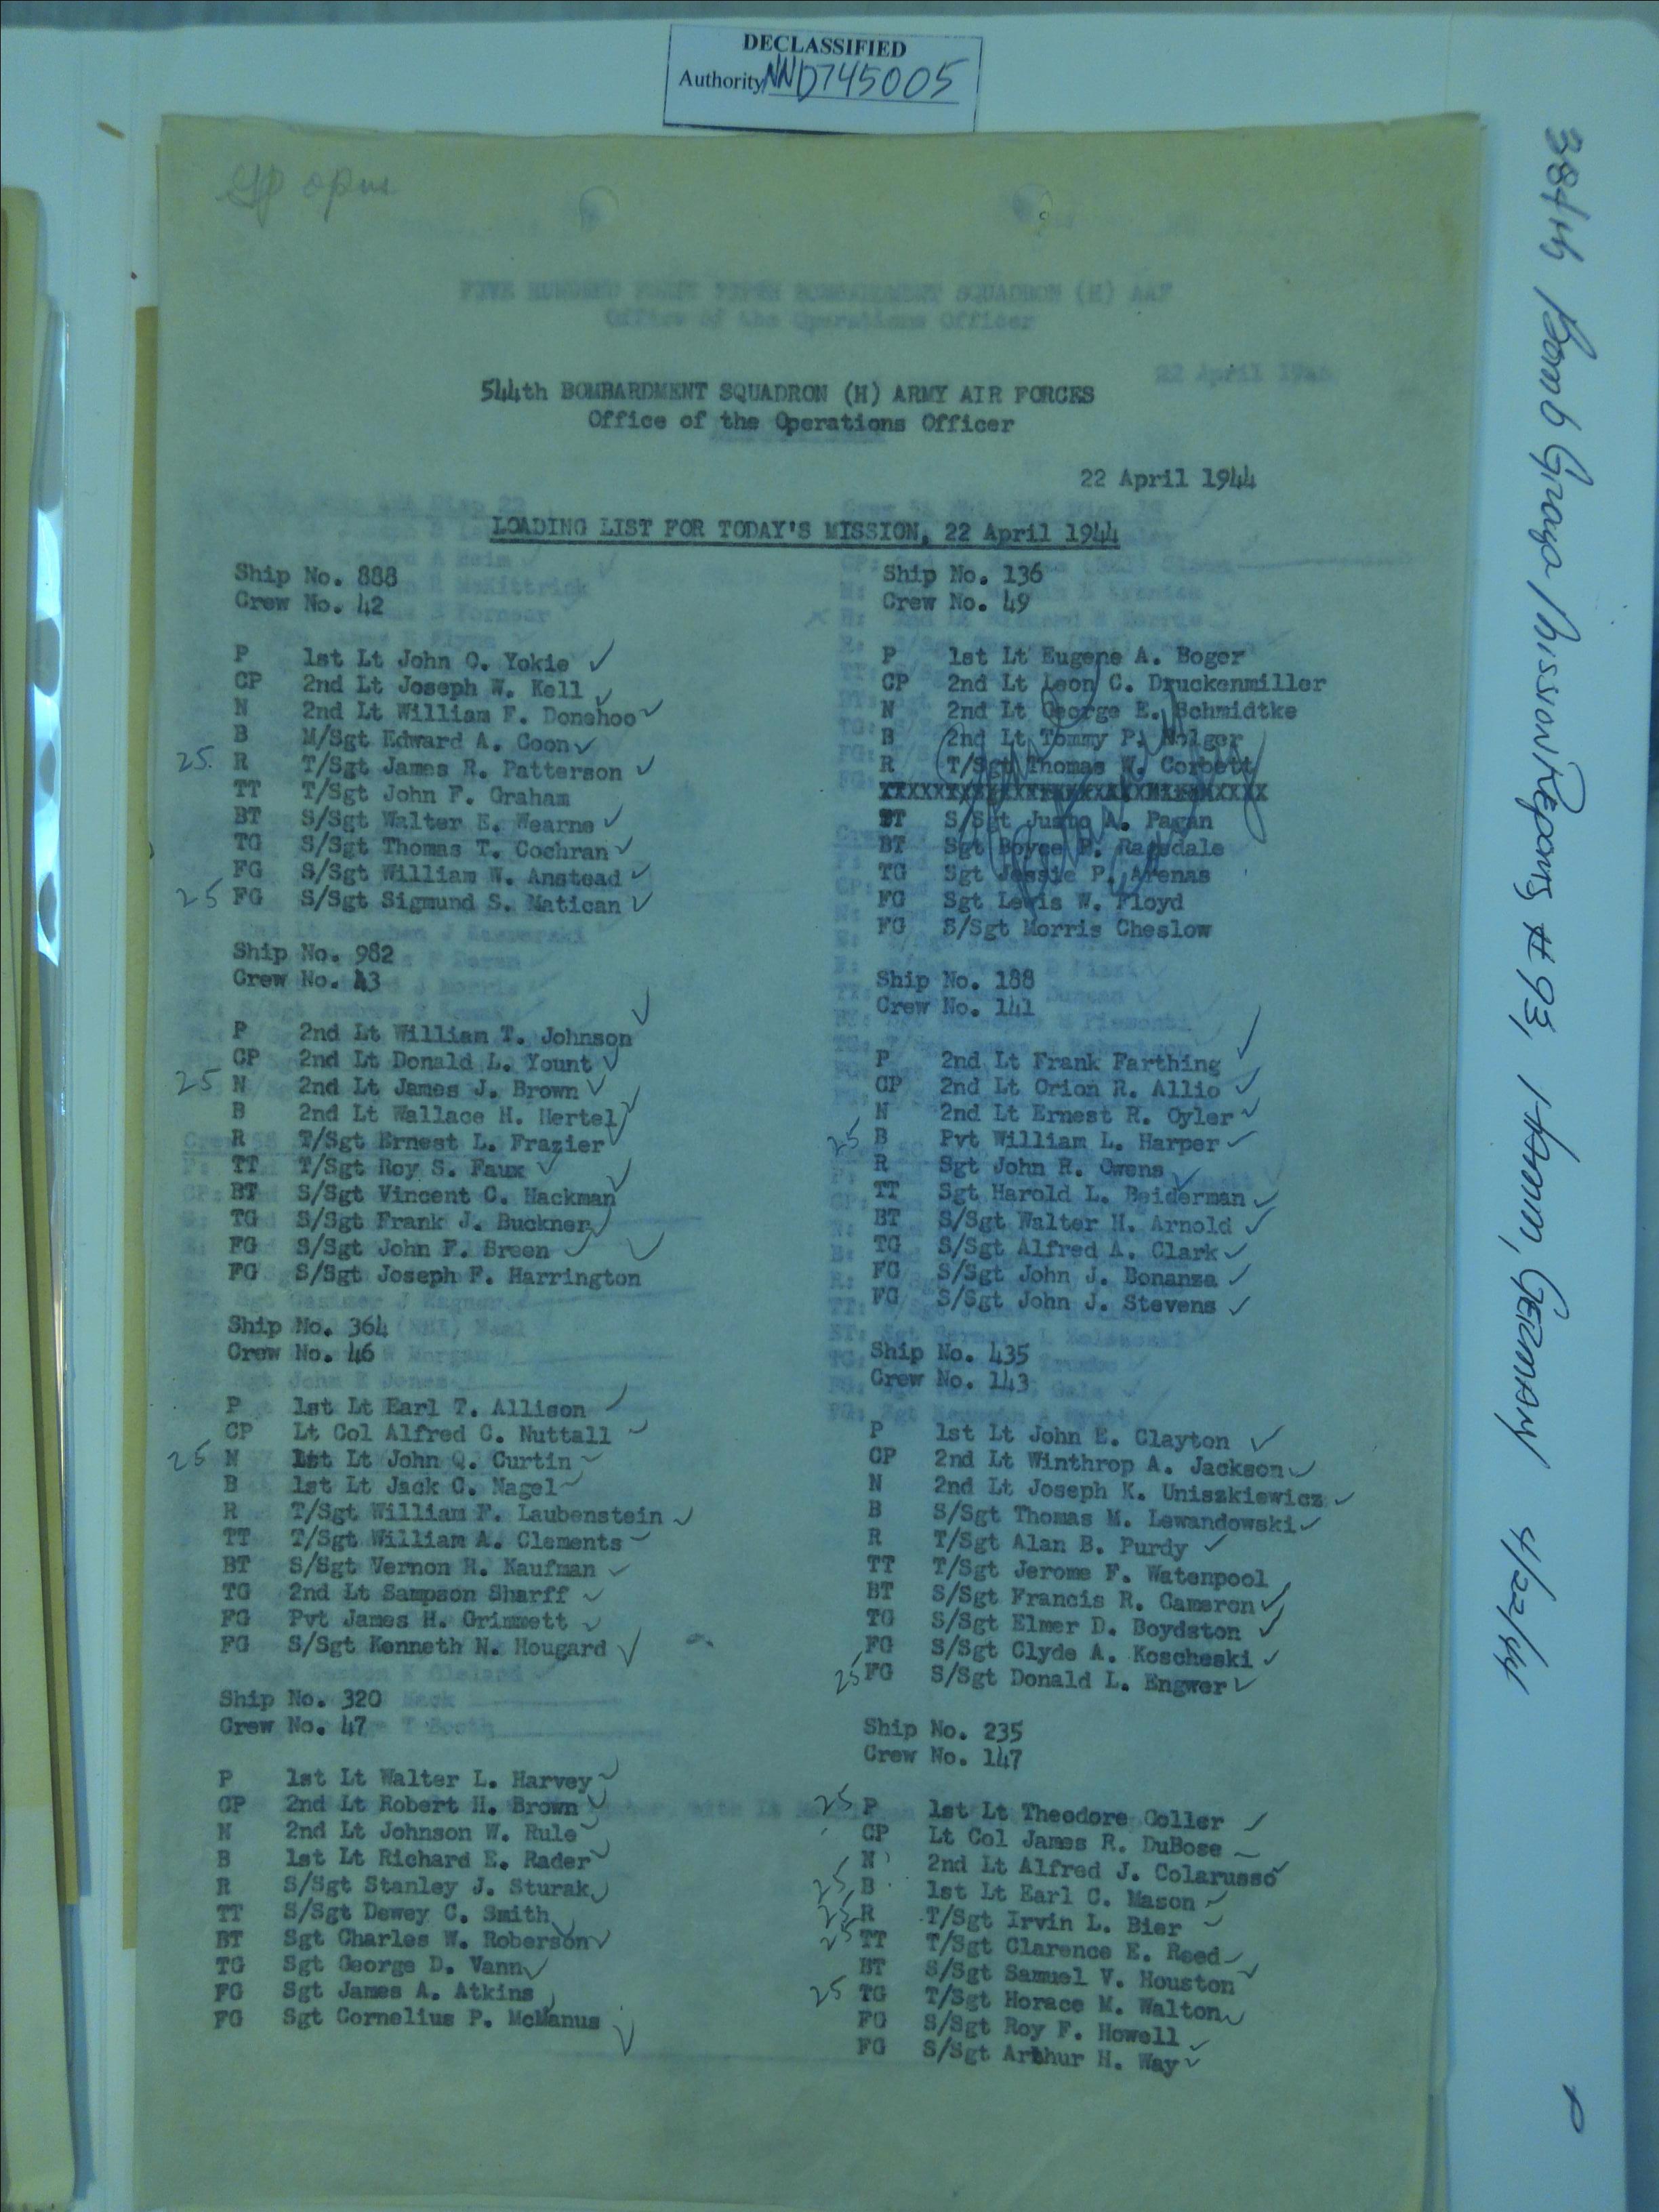 DECLASSIFIED
Authority NND745005
Gp opns
544th BOMBARDMENT SQUADRON (H) ARMY AIR FORCES
Office of the Operations Officer
22 April 1944
LOADING LIST FOR TODAY'S MISSION, 22 April 1944
Ship No. 888
Crew No. 42
P 1st Lt John O. Yokie
CP 2nd Lt Joseph W. Kell
N 2nd Lt William F. Donehoo
B M/Sgt Edward A. Coon
25 R T/Sgt James R. Patterson
TT T/Sgt John F. Graham
BT S/Sgt Walter E. Wearne
TG S/Sgt Thomas T. Cochran
FG S/Sgt William W. Anstead
25 FG S/Sgt Sigmund S. Matican
Ship No. 982
Crew No. 43
P 2nd Lt William T. Johnson
CP 2nd Lt Donald L. Yount
25 N 2nd Lt James J. Brown
B 2nd Lt Wallace H. Hertel
R T/Sgt Ernest L. Frazier
TT T/Sgt Roy S. Faux
BT S/Sgt Vincent C. Hackman
TG S/Sgt Frank J. Buckner
FG S/Sgt John F. Breen
FG S/Sgt Joseph F. Harrington
Ship No. 364
Crew No. 46
P 1st Lt Earl T. Allison
CP Lt Col Alfred C. Nuttall
25 N 1st Lt John Q. Curtin
B 1st Lt Jack C. Nagel
R T/Sgt William F. Laubenstein
TT T/Sgt William A. Clements
BT S/Sgt Vernon H. Kaufman
TG 2nd Lt Sampson Sharff
FG Pvt James H. Grimmett
FG S/Sgt Kenneth N. Hougard
Ship No. 320
Crew No. 47
P 1st Lt Walter L. Harvey
CP 2nd Lt Robert H. Brown
N 2nd Lt Johnson W. Rule
B 1st Lt Richard E. Rader
R S/Sgt Stanley J. Sturak
TT S/Sgt Dewey C. Smith
BT Sgt Charles W. Roberson
TG Sgt George D. Vann
FG Sgt James A. Atkins
FG Sgt Cornelius P. McManus
Ship No. 136
Crew No. 49
P 1st Lt Eugene A. Boger
CP 2nd Lt Leon C. Druckenmiller
N 2nd Lt George E. Schmidtke
B 2nd Lt Tommy P. Holger
R T/Sgt Thomas W. Corbett
TT S/Sgt Justo A. Pagan
BT Sgt Boyce P. Ragsdale
TG Sgt Jessie P. Arenas
FG Sgt Lewis W. Floyd
FG S/Sgt Morris Cheslow
Ship No. 188
Crew No. 141
P 2nd Lt Frank Farthing
CP 2nd Lt Orion R. Allio
N 2nd Lt Ernest R. Oyler
25 B Pvt William L. Harper
R Sgt John R. Owens
TT Sgt Harold L. Beiderman
BT S/Sgt Walter H. Arnold
TG S/Sgt Alfred A. Clark
FG S/Sgt John J. Bonanza
FG S/Sgt John J. Stevens
Ship No. 435
Crew No. 143
P 1st Lt John E. Clayton
CP 2nd Lt Winthrop A. Jackson
N 2nd Lt Joseph K. Uniszkiewicz
B S/Sgt Thomas M. Lewandowski
R T/Sgt Alan B. Purdy
TT T/Sgt Jerome F. Watenpool
BT S/Sgt Francis R. Cameron
TG S/Sgt Elmer D. Boydston
FG S/Sgt Clyde A. Koscheski
25 FG S/Sgt Donald L. Engwer
Ship No. 235
Crew No. 147
25 P 1st Lt Theodore Goller
CP Lt Col James R. DuBose
N 2nd Lt Alfred J. Colarusso
25 B 1st Lt Earl C. Mason
25 R T/Sgt Irvin L. Bier
25 TT T/Sgt Clarence E. Reed
BT S/Sgt Samuel V. Houston
25 TG T/Sgt Horace M. Walton
FG S/Sgt Roy F. Howell
FG S/Sgt Arthur H. Way
384th Bomb Group Mission Reports #93, Hamm, GERMANY 4/22/44